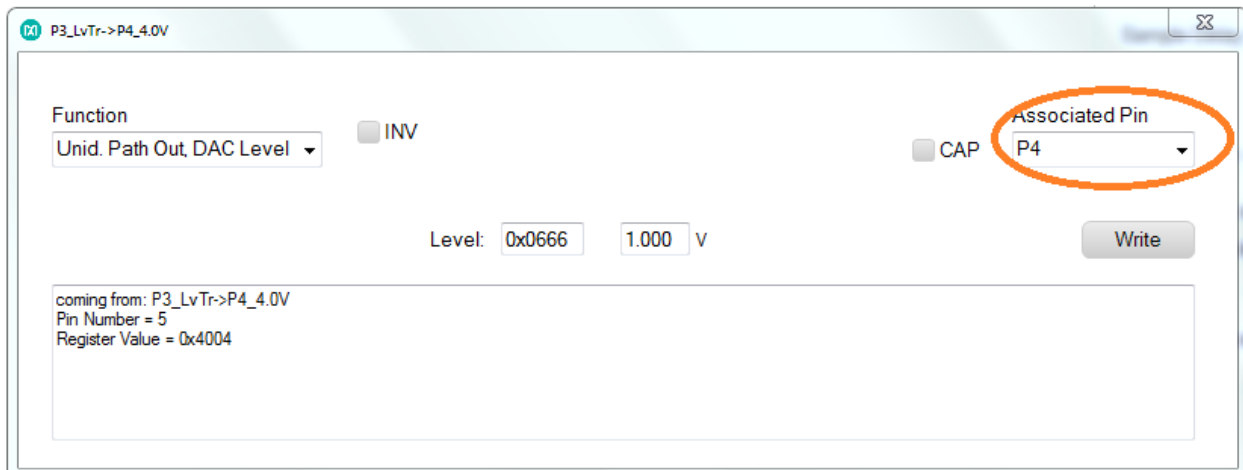 P3_LvTr->P4_4.0V
Function
Associated Pin
Unid. Path Out, DAC Level
INV
CAP
P4
Level: 0x0666 1.000 V
Write
coming from: P3_LvTr->P4_4.0V
Pin Number = 5
Register Value = 0x4004